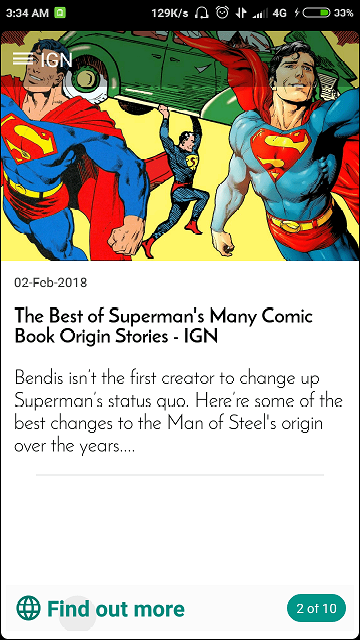 3:34 AM 129K/s 4G 33%
IGN
S
02-Feb-2018
The Best of Superman's Many Comic
Book Origin Stories - IGN
Bendis isn't the first creator to change up
Superman's status quo. Here're some of the
best changes to the Man of Steel's origin
over the years....
Find out more 2 of 10